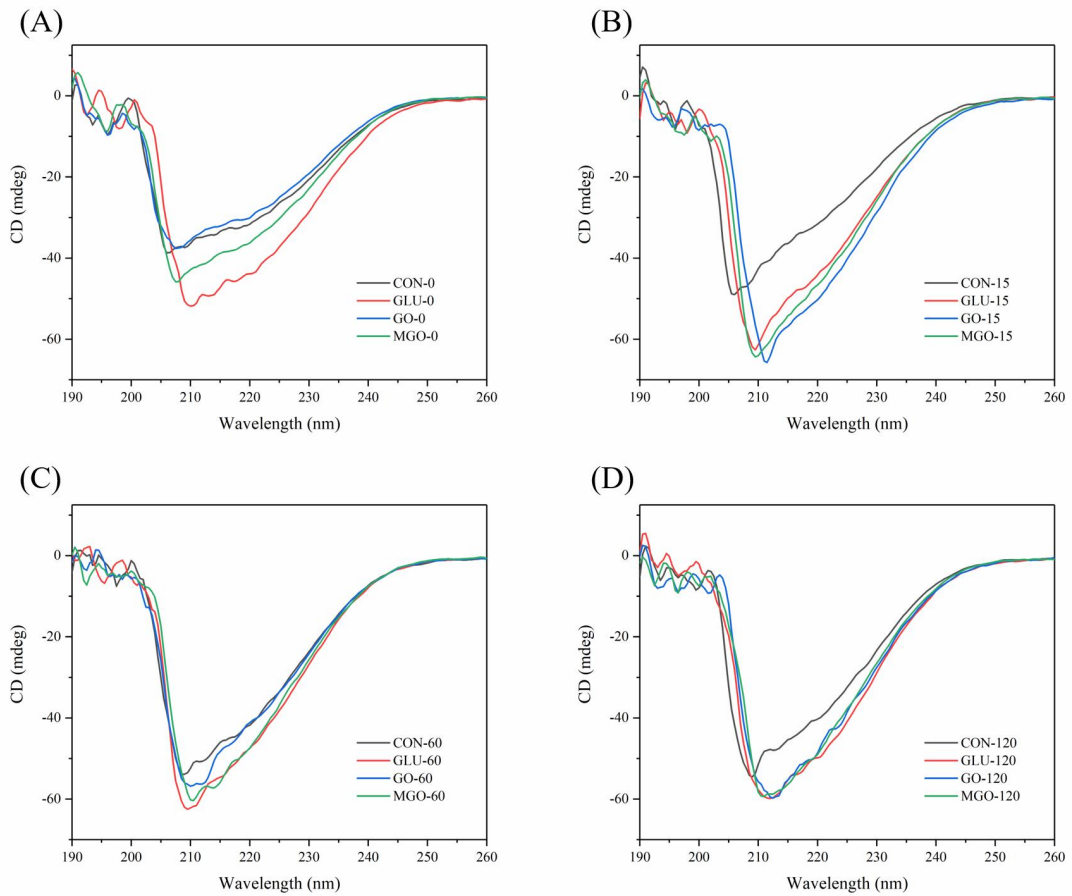 (A)
0
-20
-40
-60
CD (mdeg)
CON-0
GLU-0
GO-0
MGO-0
190 200 210 220 230 240 250 260
Wavelength (nm)
(B)
0
-20
-40
-60
CD (mdeg)
CON-15
GLU-15
GO-15
MGO-15
190 200 210 220 230 240 250 260
Wavelength (nm)
(C)
0
-20
-40
-60
CD (mdeg)
CON-60
GLU-60
GO-60
MGO-60
190 200 210 220 230 240 250 260
Wavelength (nm)
(D)
0
-20
-40
-60
CD (mdeg)
CON-120
GLU-120
GO-120
MGO-120
190 200 210 220 230 240 250 260
Wavelength (nm)